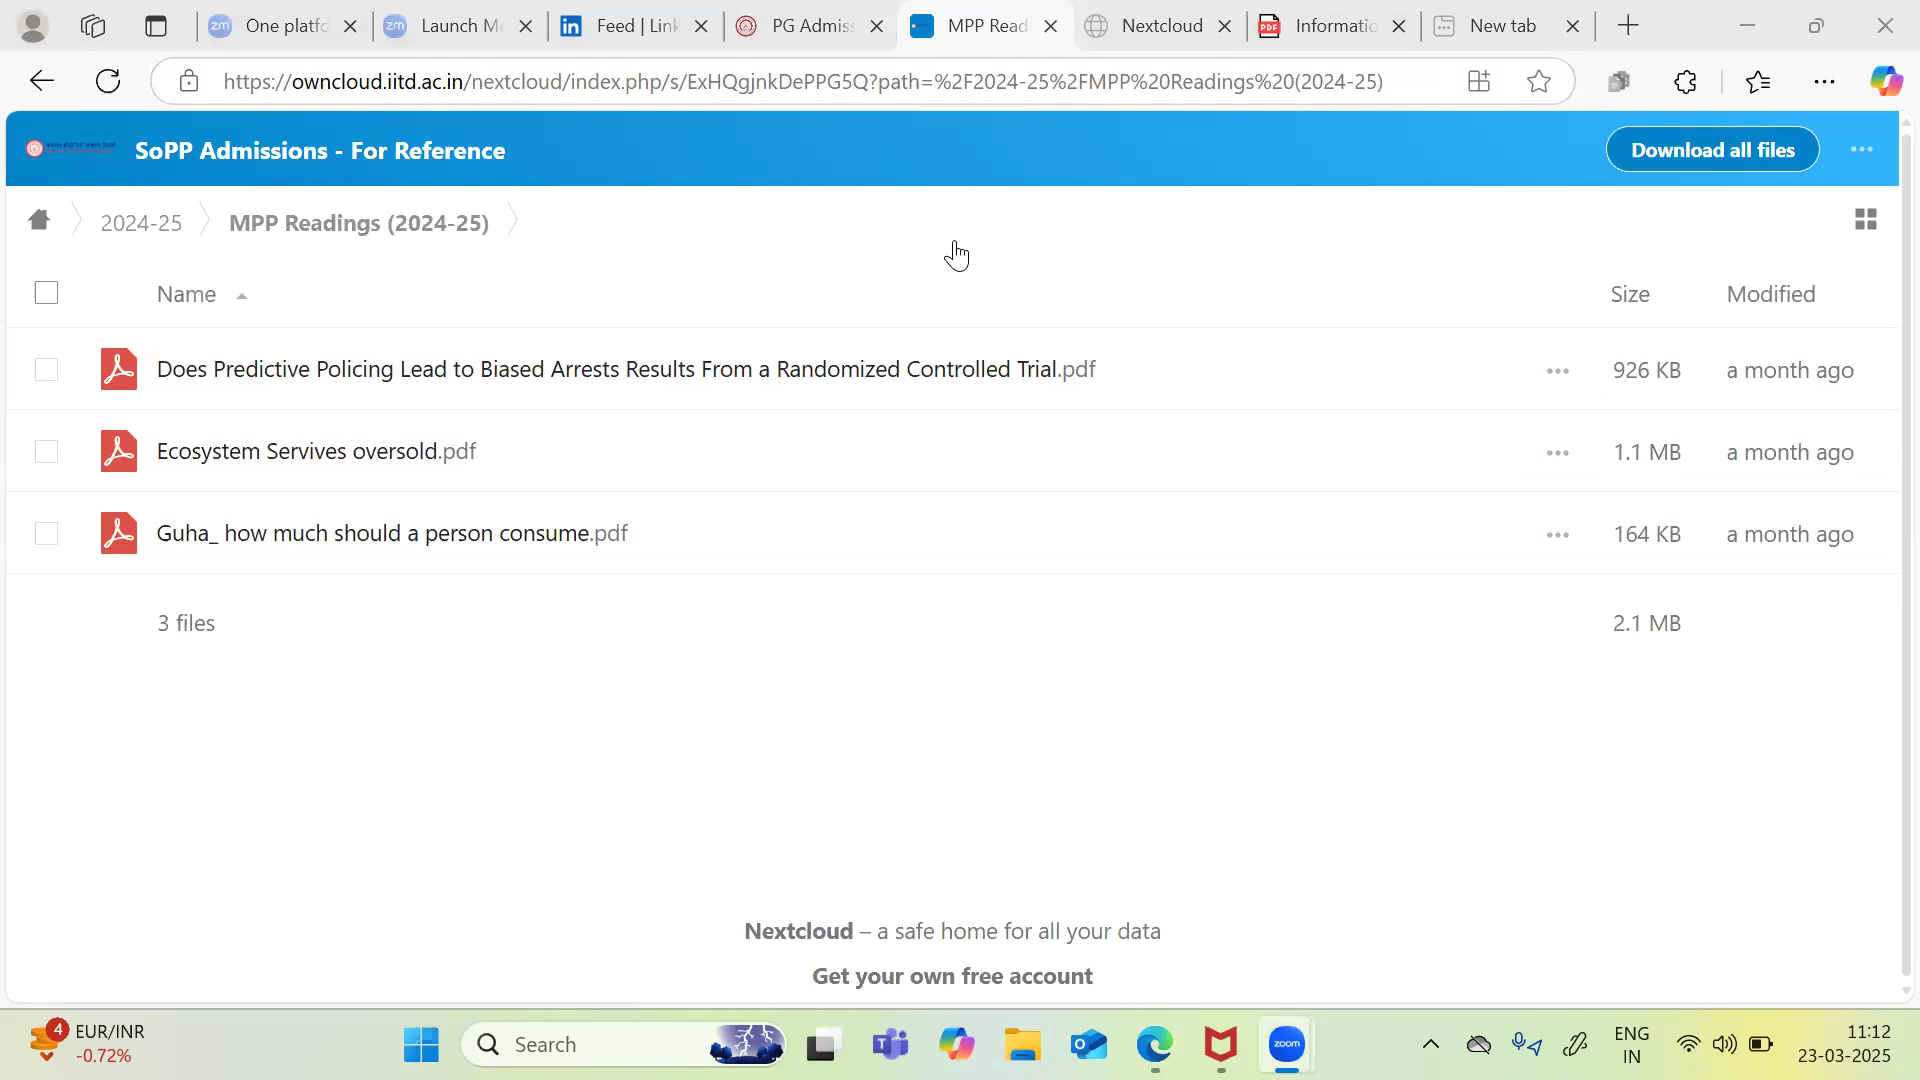 One platfo
Launch Me
Feed | Link
PG Admiss
MPP Read
Nextcloud
PDF
Informatio
New tab
https://owncloud.iitd.ac.in/nextcloud/index.php/s/ExHQgjnkDePPG5Q?path=%2F2024-25%2FMPP%20Readings%20(2024-25)
SoPP Admissions - For Reference
Download all files
2024-25
MPP Readings (2024-25)
Name
Size
Modified
Does Predictive Policing Lead to Biased Arrests Results From a Randomized Controlled Trial.pdf
926 KB
a month ago
Ecosystem Servives oversold.pdf
1.1 MB
a month ago
Guha_ how much should a person consume.pdf
164 KB
a month ago
3 files
2.1 MB
Nextcloud – a safe home for all your data
Get your own free account
4
EUR/INR
-0.72%
Search
zoom
ENG
IN
11:12
23-03-2025